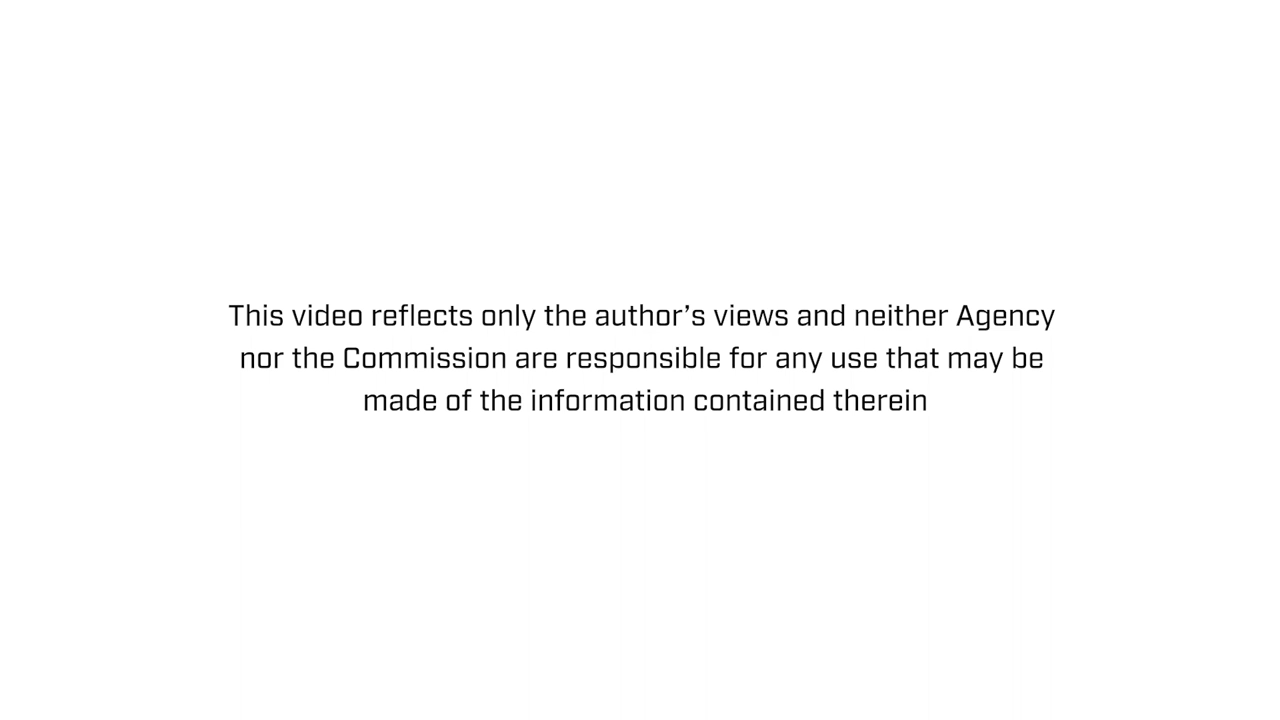 This video reflects only the author’s views and neither Agency
nor the Commission are responsible for any use that may be
made of the information contained therein